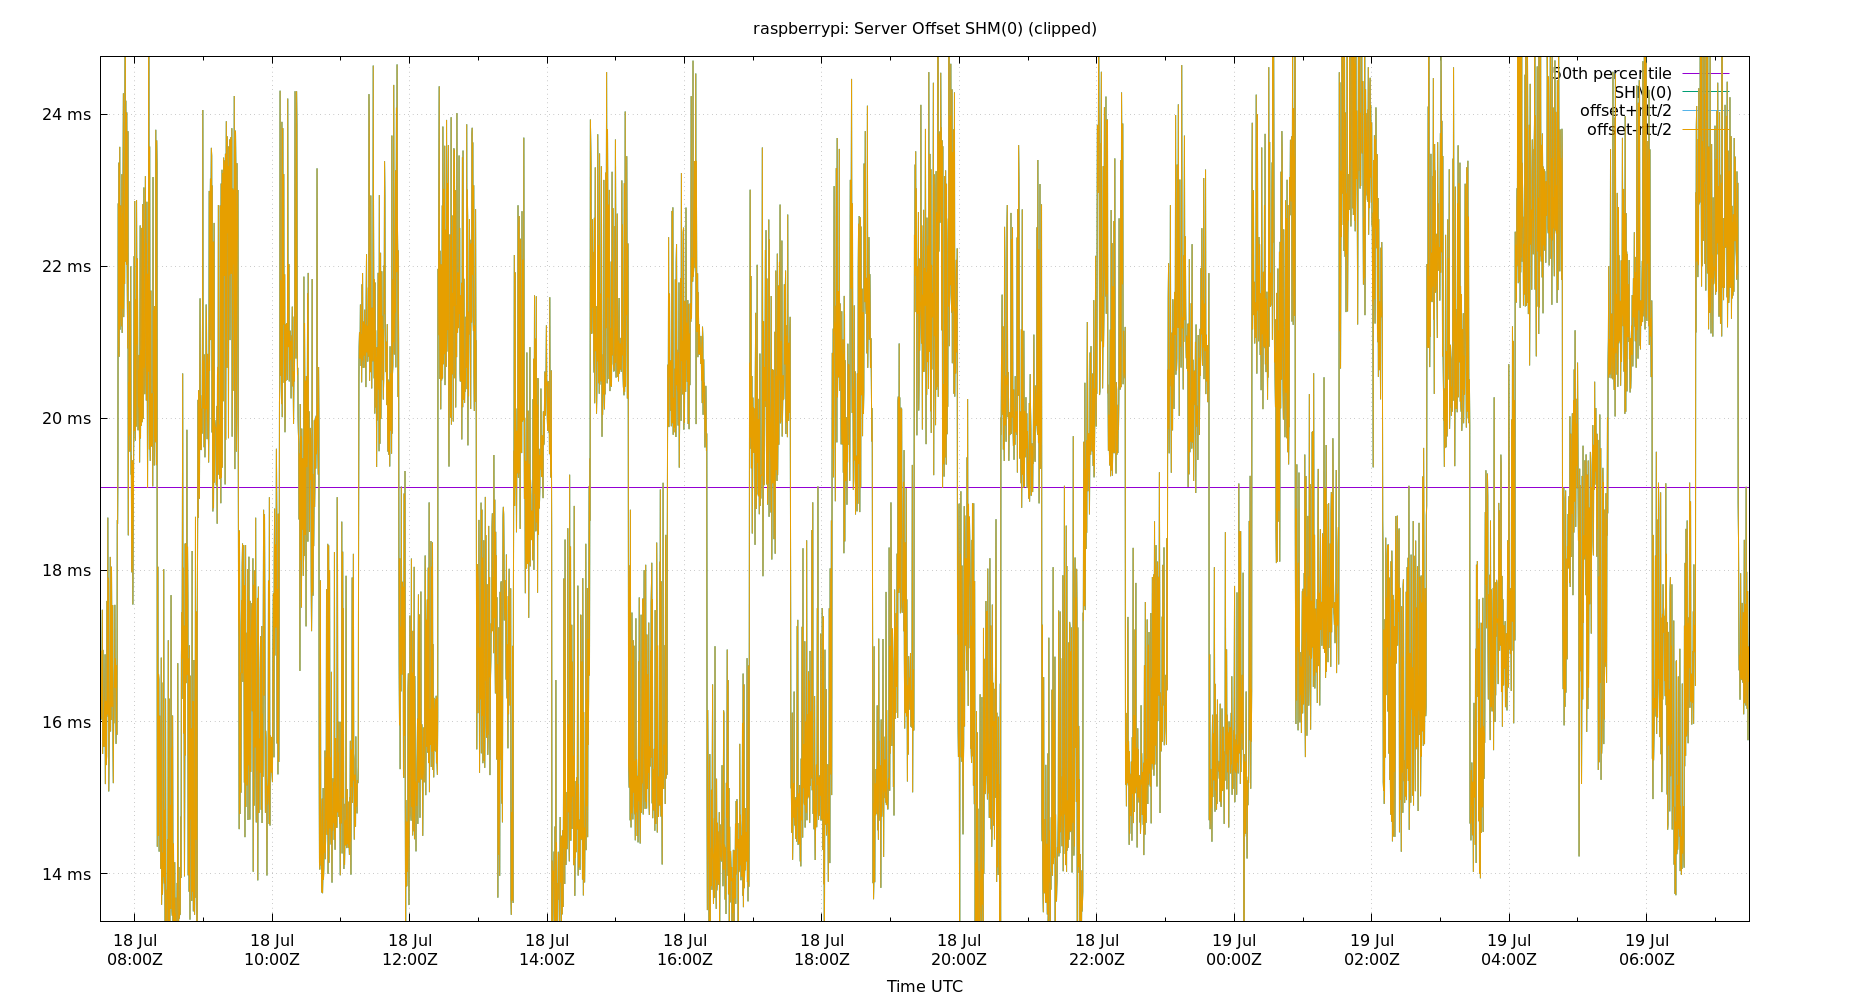 raspberrypi: Server Offset SHM(0) (clipped)
50th percentile
SHM(0)
offset+rtt/2
offset-rtt/2
24 ms
22 ms
20 ms
18 ms
16 ms
14 ms
18 Jul 18 Jul 18 Jul 18 Jul 18 Jul 18 Jul 18 Jul 18 Jul 19 Jul 19 Jul 19 Jul 19 Jul
08:00Z 10:00Z 12:00Z 14:00Z 16:00Z 18:00Z 20:00Z 22:00Z 00:00Z 02:00Z 04:00Z 06:00Z
Time UTC